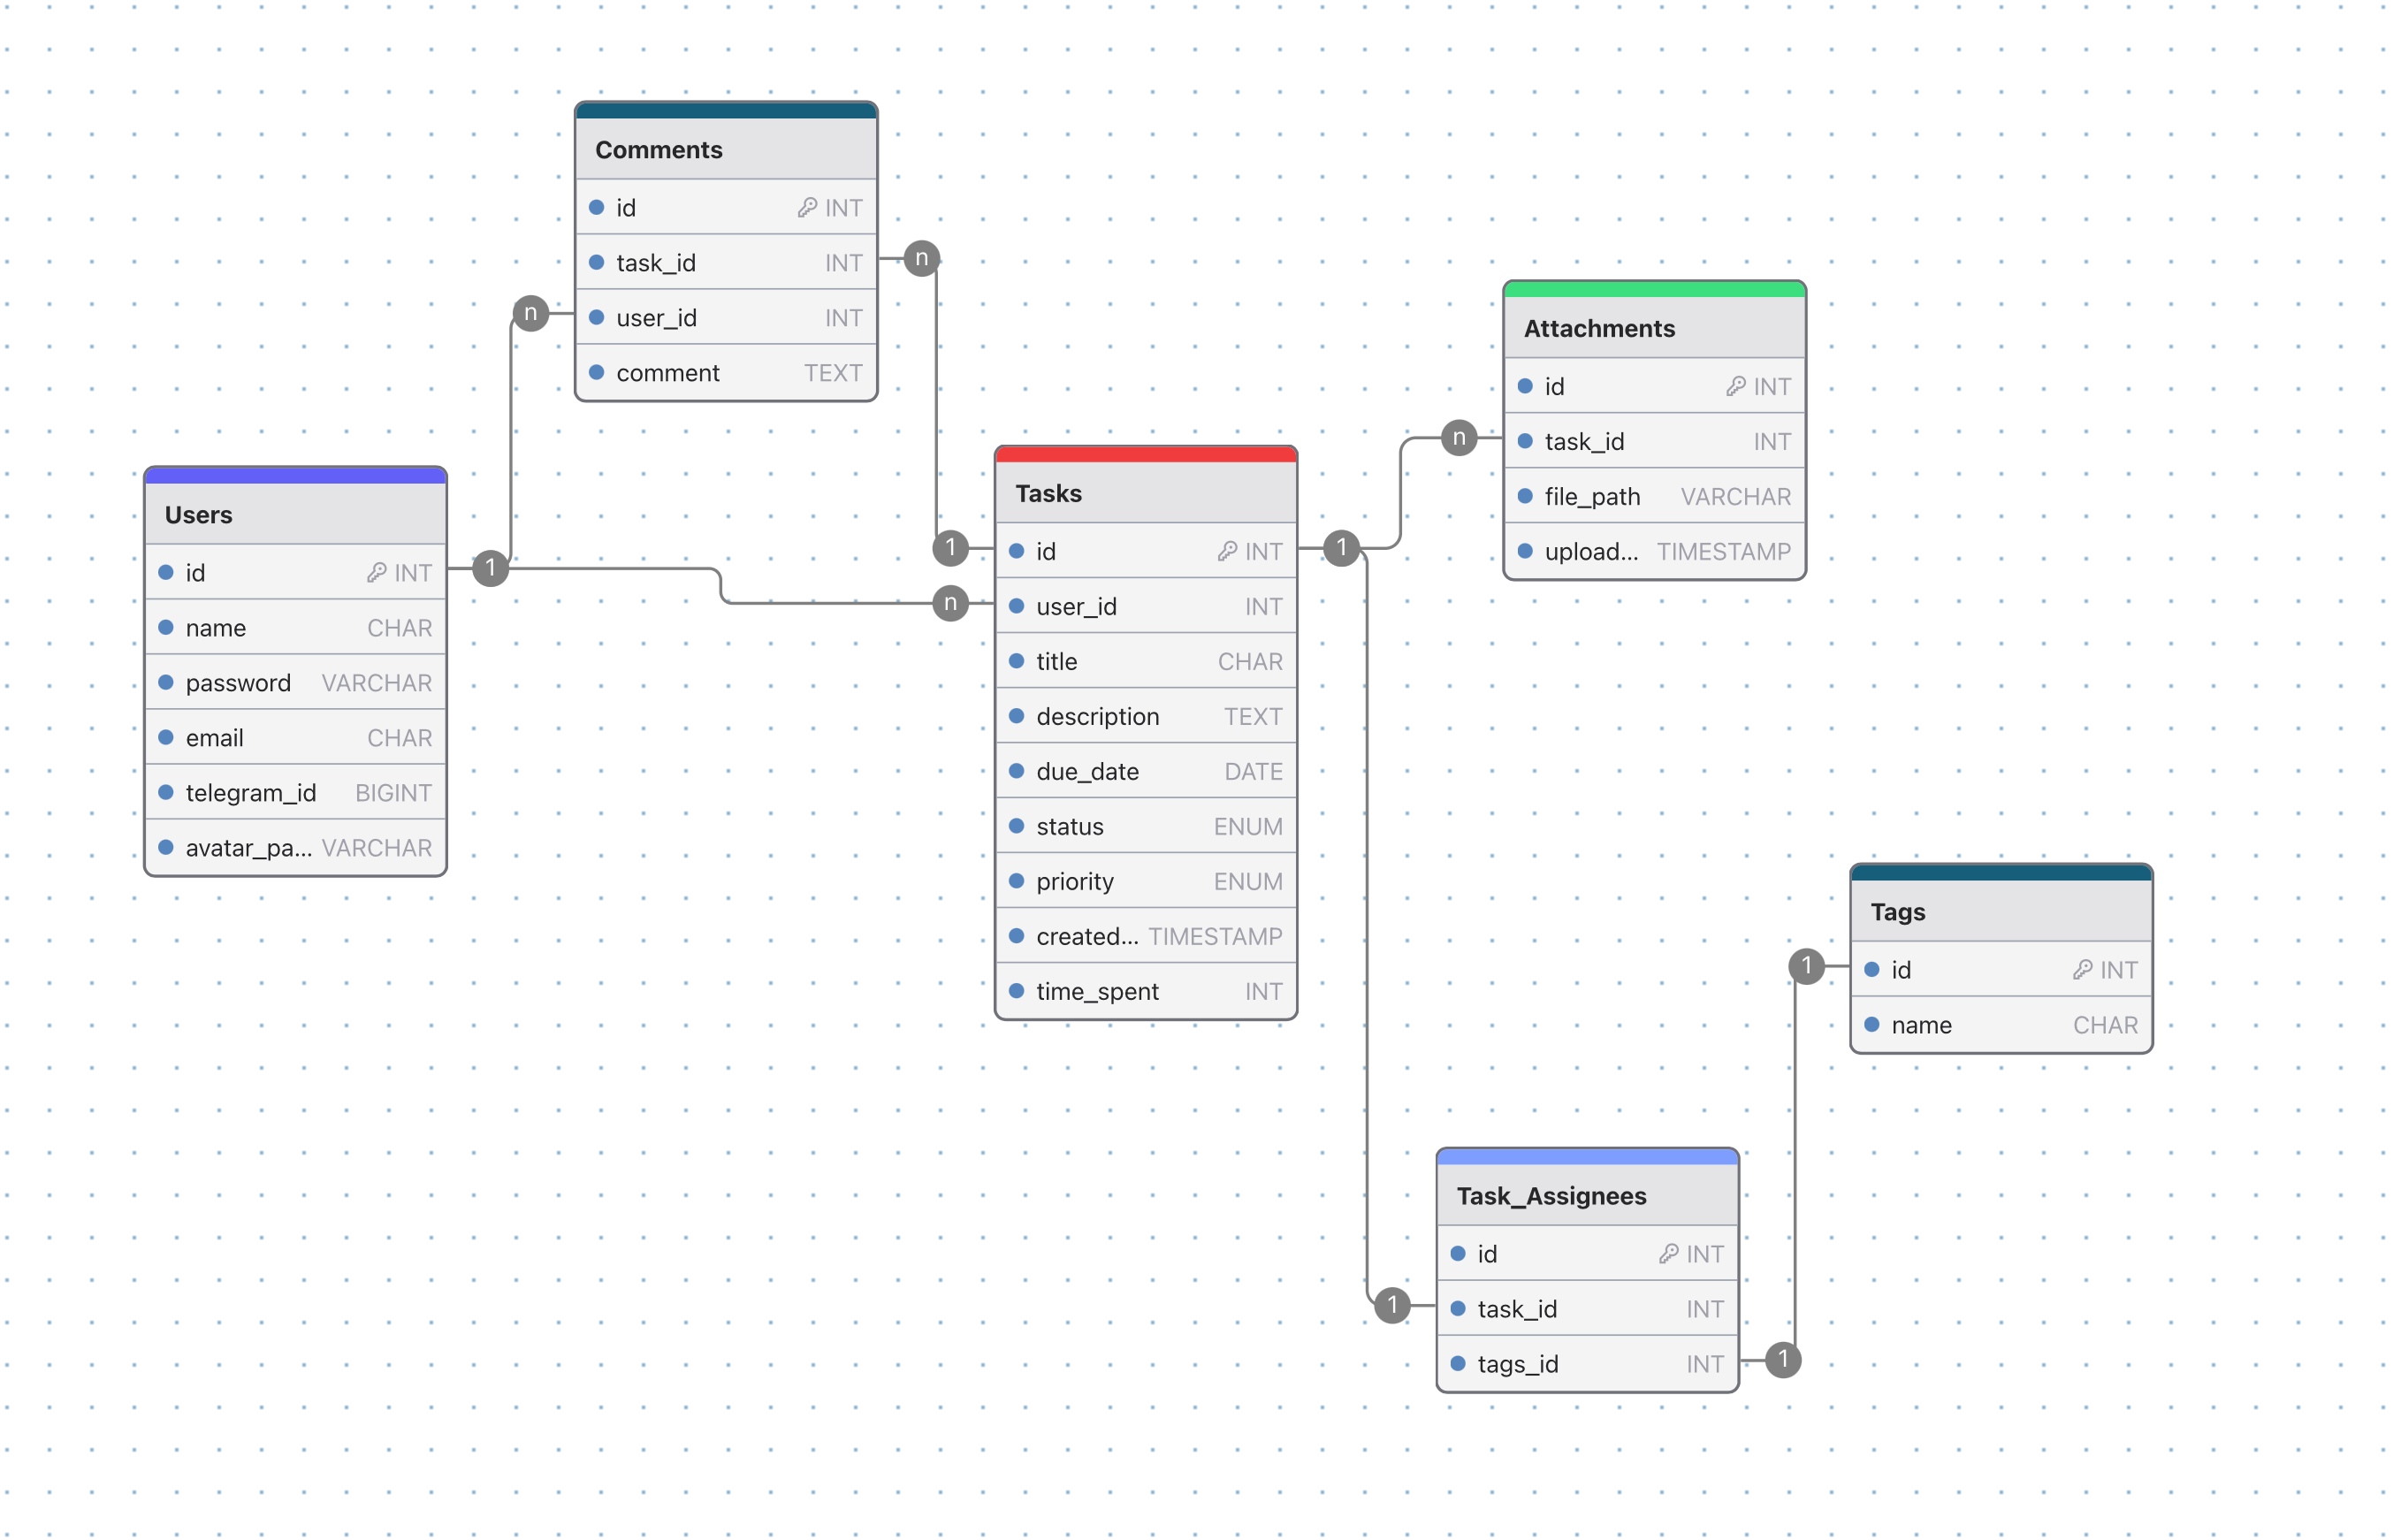 Comments
id INT
task_id INT
user_id INT
comment TEXT
n
n
Users
id INT
name CHAR
password VARCHAR
email CHAR
telegram_id BIGINT
avatar_pa... VARCHAR
1
1
n
Tasks
id INT
user_id INT
title CHAR
description TEXT
due_date DATE
status ENUM
priority ENUM
created... TIMESTAMP
time_spent INT
1
n
Attachments
id INT
task_id INT
file_path VARCHAR
upload... TIMESTAMP
Tags
id INT
name CHAR
1
Task_Assignees
id INT
task_id INT
tags_id INT
1
1